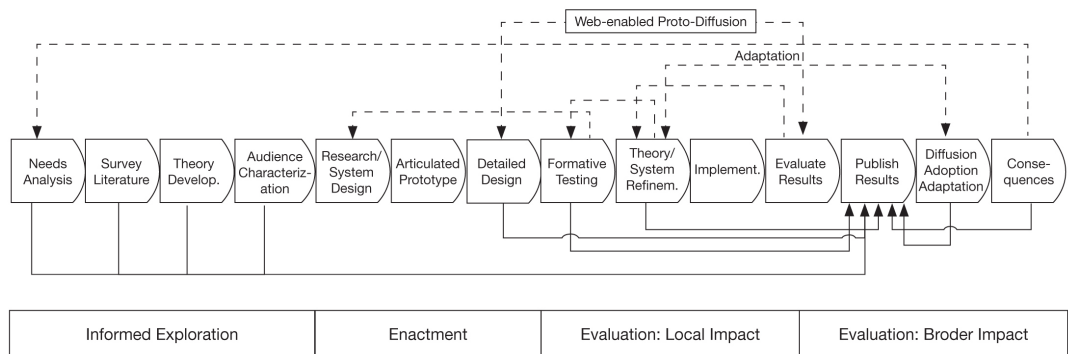 Web-enabled Proto-Diffusion
Adaptation
Needs
Analysis
Survey
Literature
Theory
Develop.
Audience
Characteriz-
ation
Research/
System
Design
Articulated
Prototype
Detailed
Design
Formative
Testing
Theory/
System
Refinem.
Implement.
Evaluate
Results
Publish
Results
Diffusion
Adoption
Adaptation
Conse-
quences
Informed Exploration
Enactment
Evaluation: Local Impact
Evaluation: Broder Impact